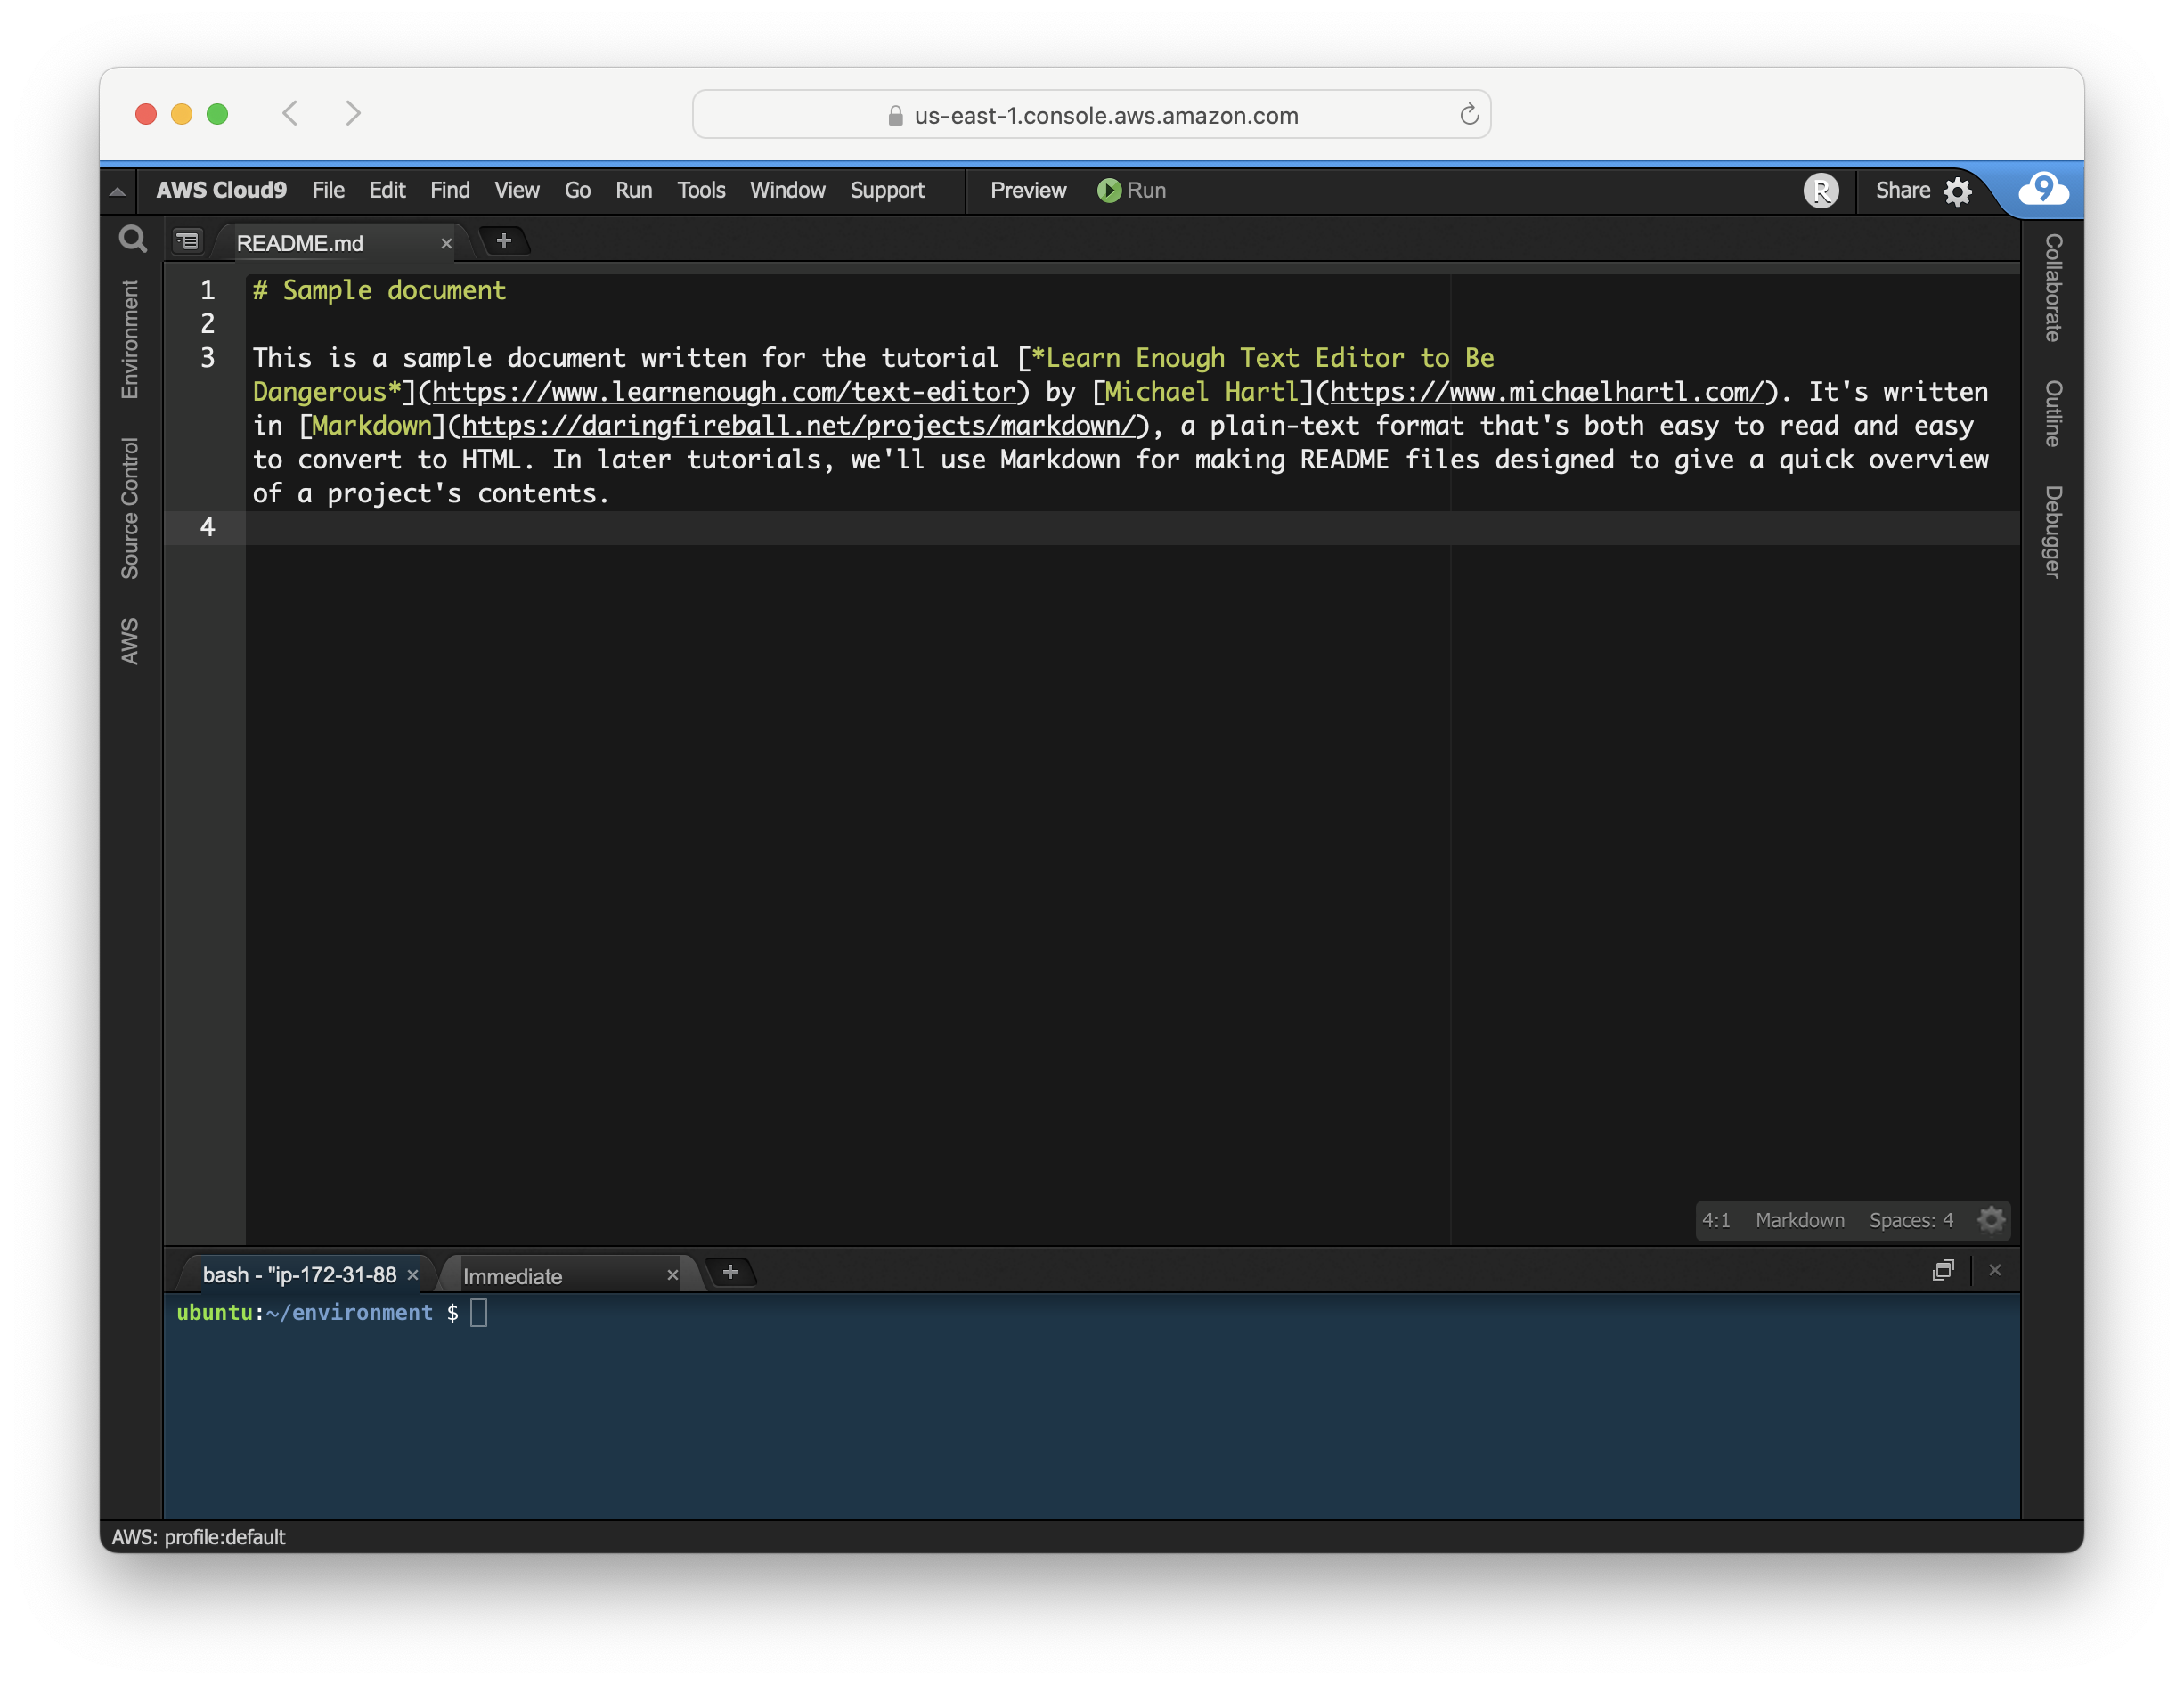 us-east-1.console.aws.amazon.com
AWS Cloud9 File Edit Find View Go Run Tools Window Support Preview Run R Share 9
README.md × +
Environment
Source Control
AWS
1 # Sample document
2
3 This is a sample document written for the tutorial [*Learn Enough Text Editor to Be
Dangerous*](https://www.learnenough.com/text-editor) by [Michael Hartl](https://www.michaelhartl.com/). It's written
in [Markdown](https://daringfireball.net/projects/markdown/), a plain-text format that's both easy to read and easy
to convert to HTML. In later tutorials, we'll use Markdown for making README files designed to give a quick overview
of a project's contents.
4
Collaborate
Outline
Debugger
4:1 Markdown Spaces: 4
bash - "ip-172-31-88 × Immediate × +
ubuntu:~/environment $
AWS: profile:default